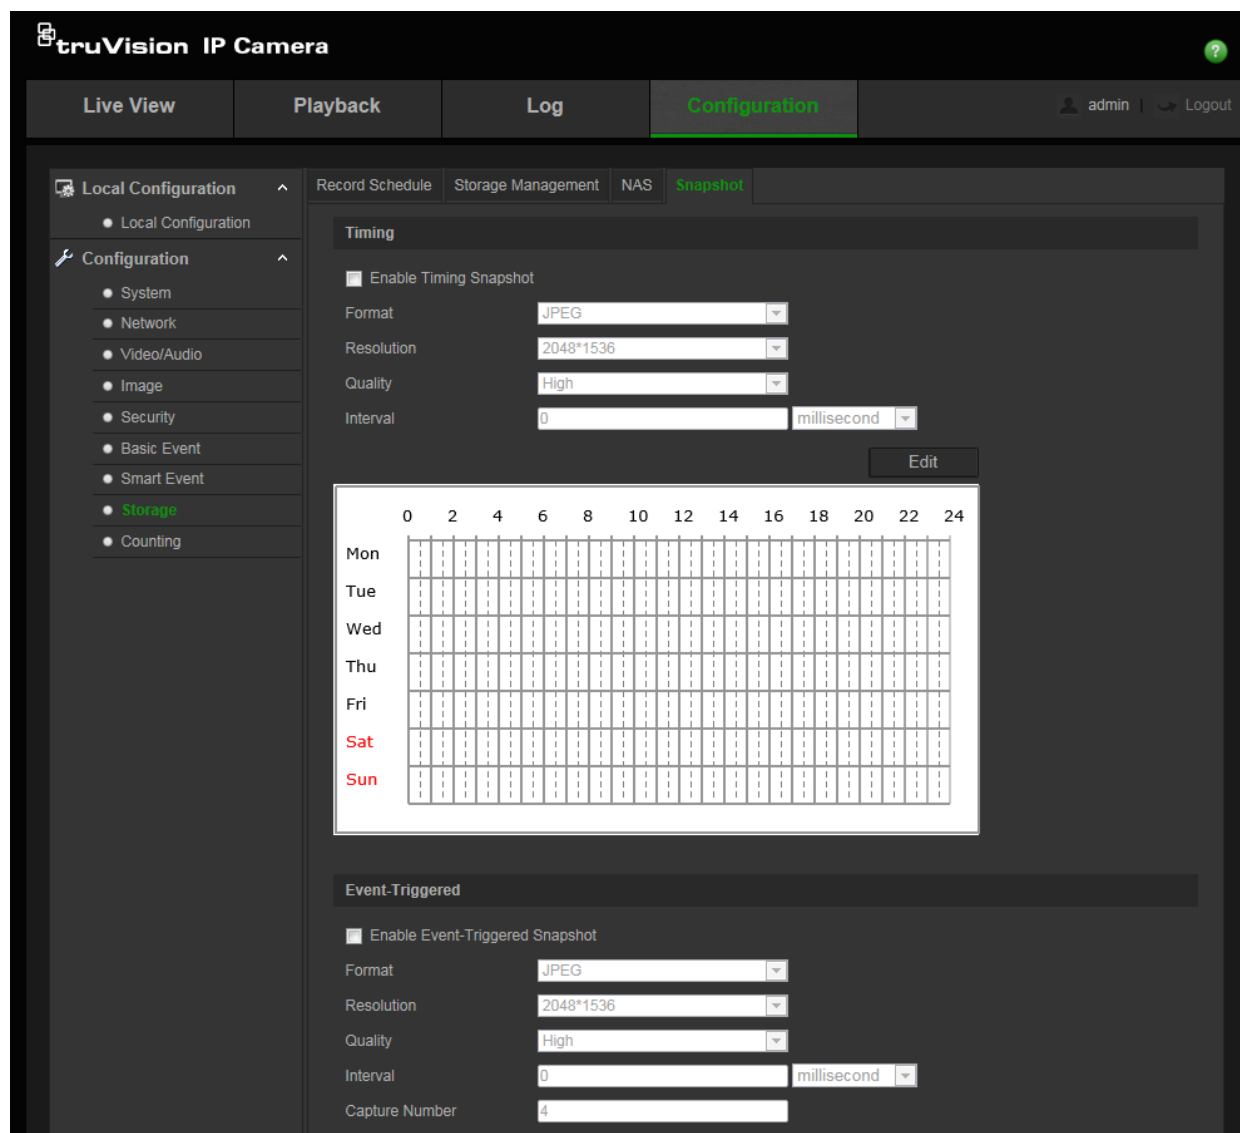 truVision IP Camera
?
Live View Playback Log Configuration admin | Logout
Local Configuration
Local Configuration
Configuration
System
Network
Video/Audio
Image
Security
Basic Event
Smart Event
Storage
Counting
Record Schedule Storage Management NAS Snapshot
Timing
Enable Timing Snapshot
Format JPEG
Resolution 2048*1536
Quality High
Interval 0 millisecond
Edit
0 2 4 6 8 10 12 14 16 18 20 22 24
Mon
Tue
Wed
Thu
Fri
Sat
Sun
Event-Triggered
Enable Event-Triggered Snapshot
Format JPEG
Resolution 2048*1536
Quality High
Interval 0 millisecond
Capture Number 4